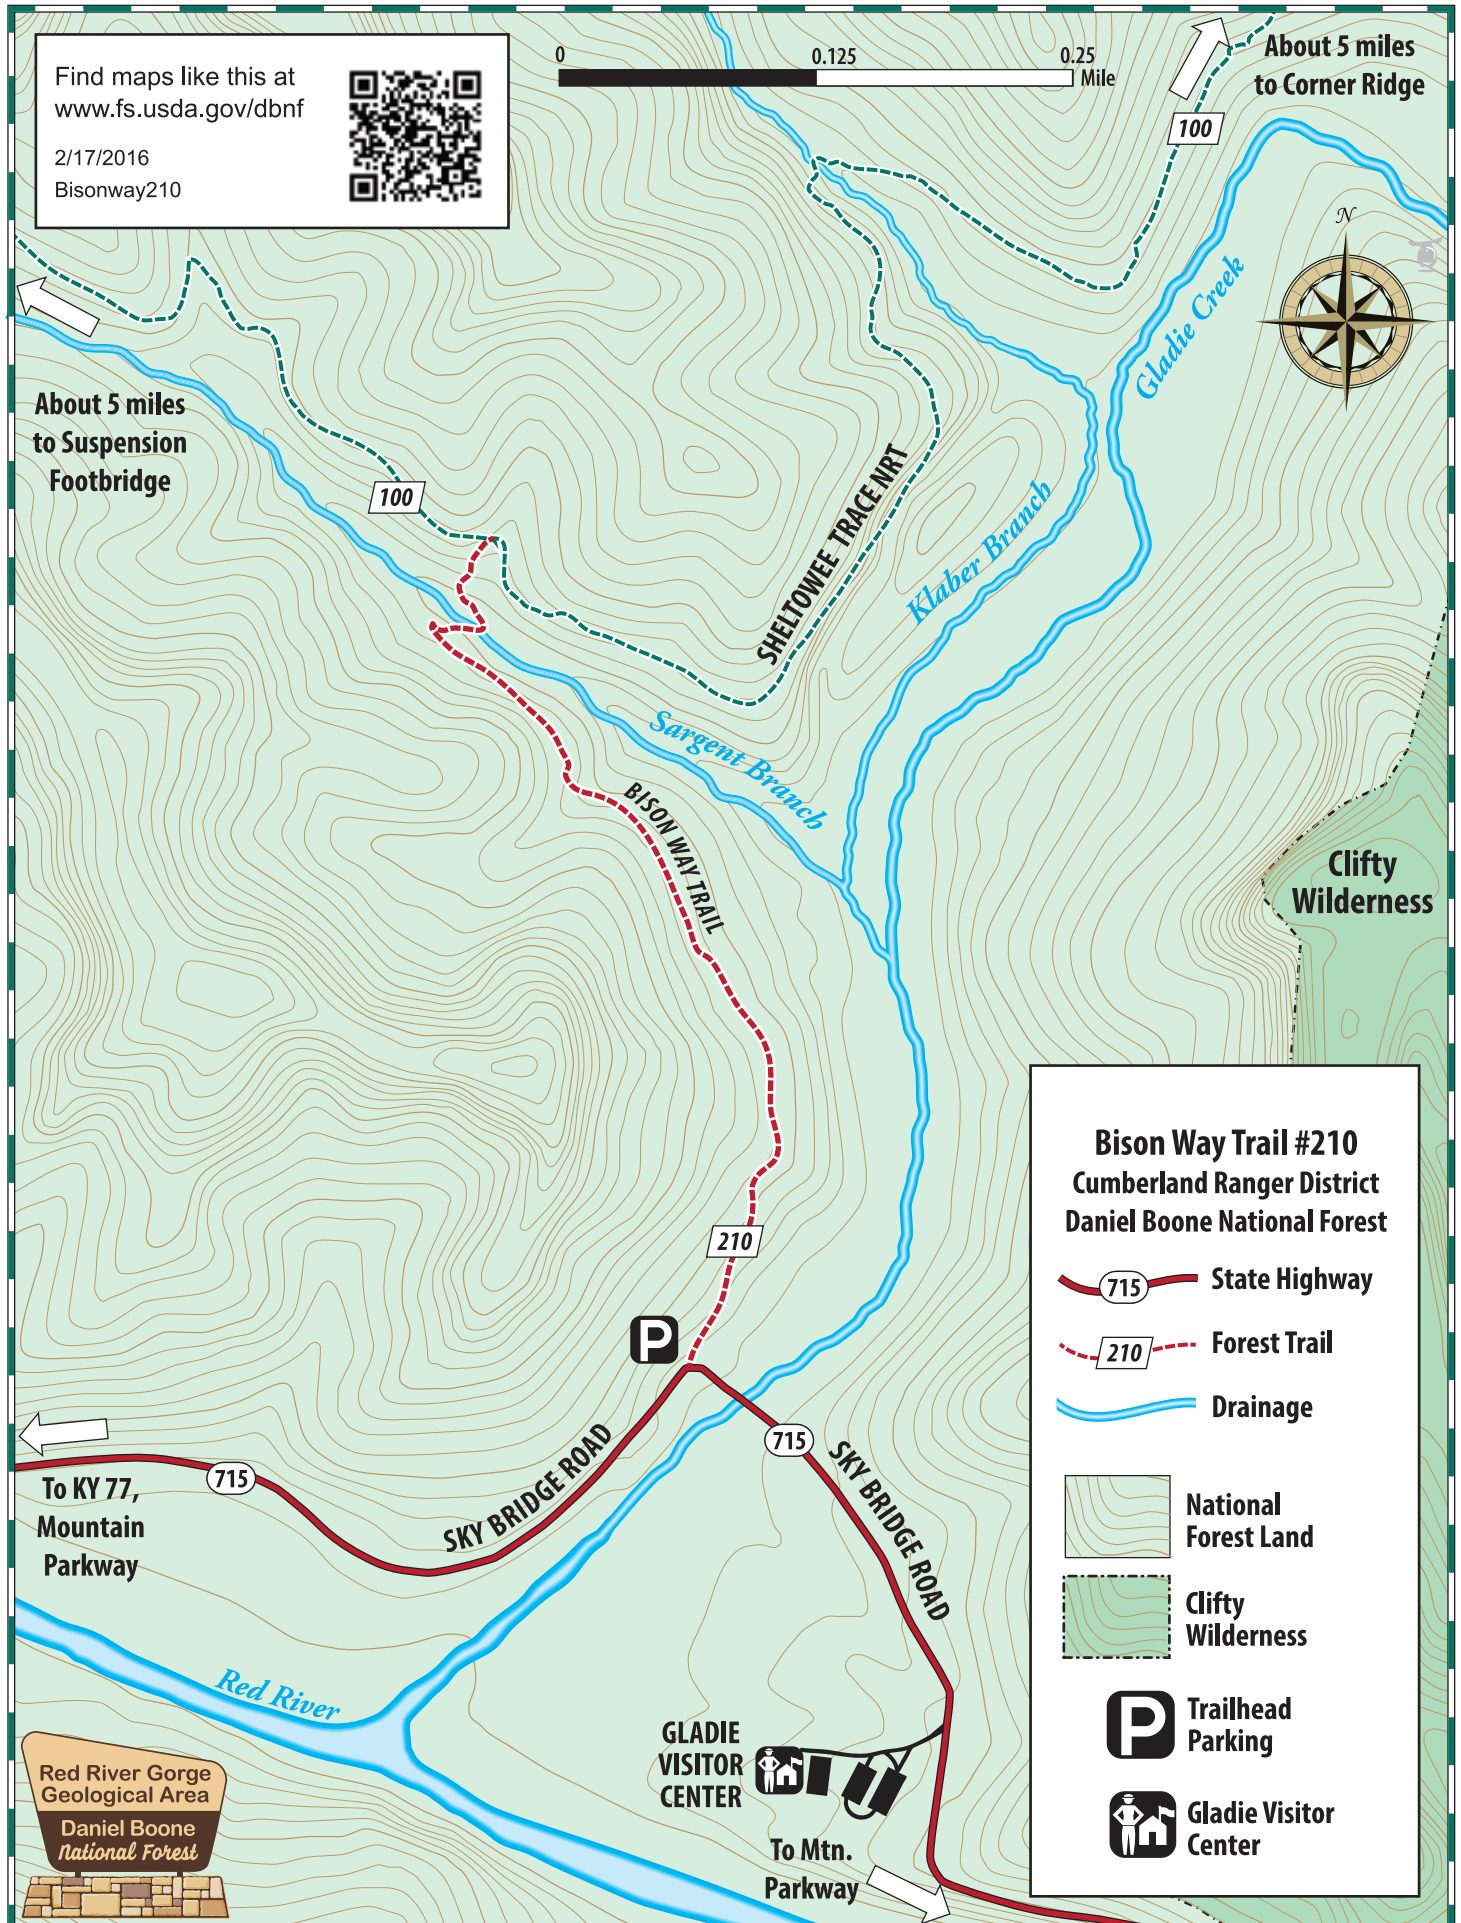 Find maps like this at
www.fs.usda.gov/dbnf
2/17/2016
Bisonway210
0
0.125
0.25
Mile
About 5 miles
to Corner Ridge
100
N
Gladie Creek
About 5 miles
to Suspension
Footbridge
100
SHELTOWEE TRACE NRT
Klaber Branch
Sargent Branch
BISON WAY TRAIL
Clifty
Wilderness
210
P
715
SKY BRIDGE ROAD
715
SKY BRIDGE ROAD
To KY 77,
Mountain
Parkway
Red River
GLADIE
VISITOR
CENTER
To Mtn.
Parkway
Red River Gorge
Geological Area
Daniel Boone
National Forest
Bison Way Trail #210
Cumberland Ranger District
Daniel Boone National Forest
715
State Highway
210
Forest Trail
Drainage
National
Forest Land
Clifty
Wilderness
P
Trailhead
Parking
Gladie Visitor
Center